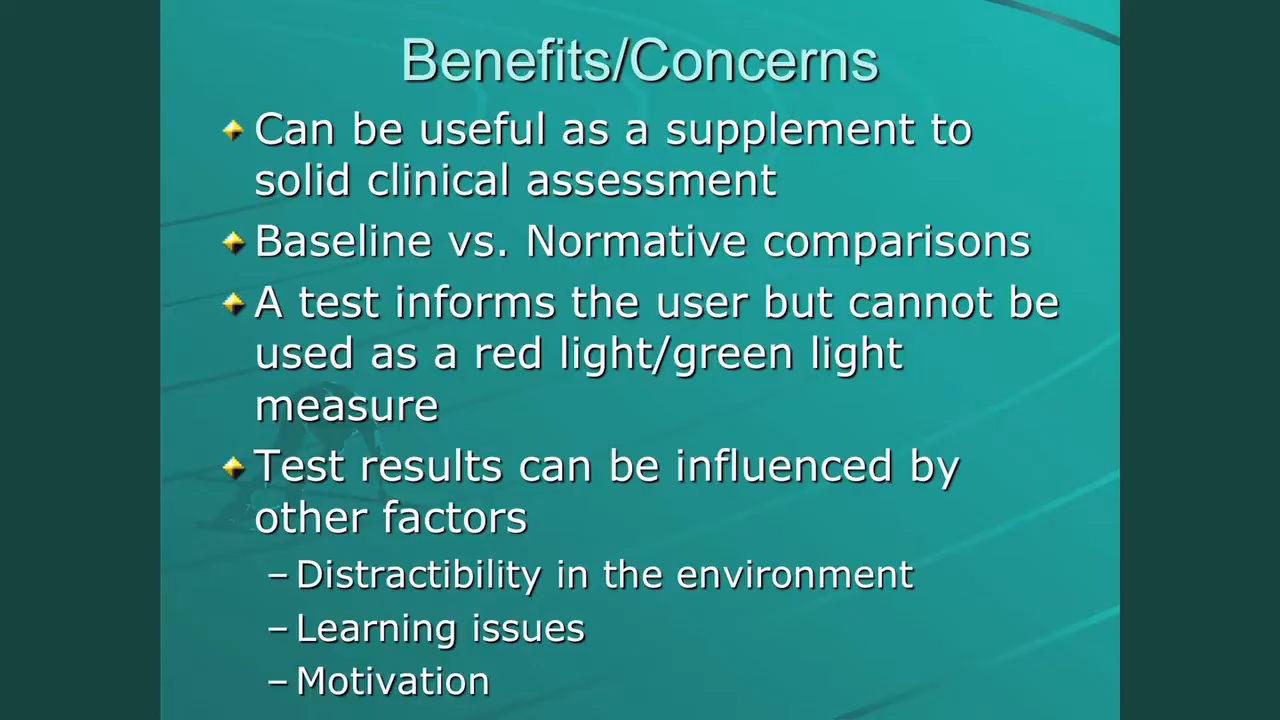 Benefits/Concerns
Can be useful as a supplement to
solid clinical assessment
Baseline vs. Normative comparisons
A test informs the user but cannot be
used as a red light/green light
measure
Test results can be influenced by
other factors
– Distractibility in the environment
– Learning issues
– Motivation